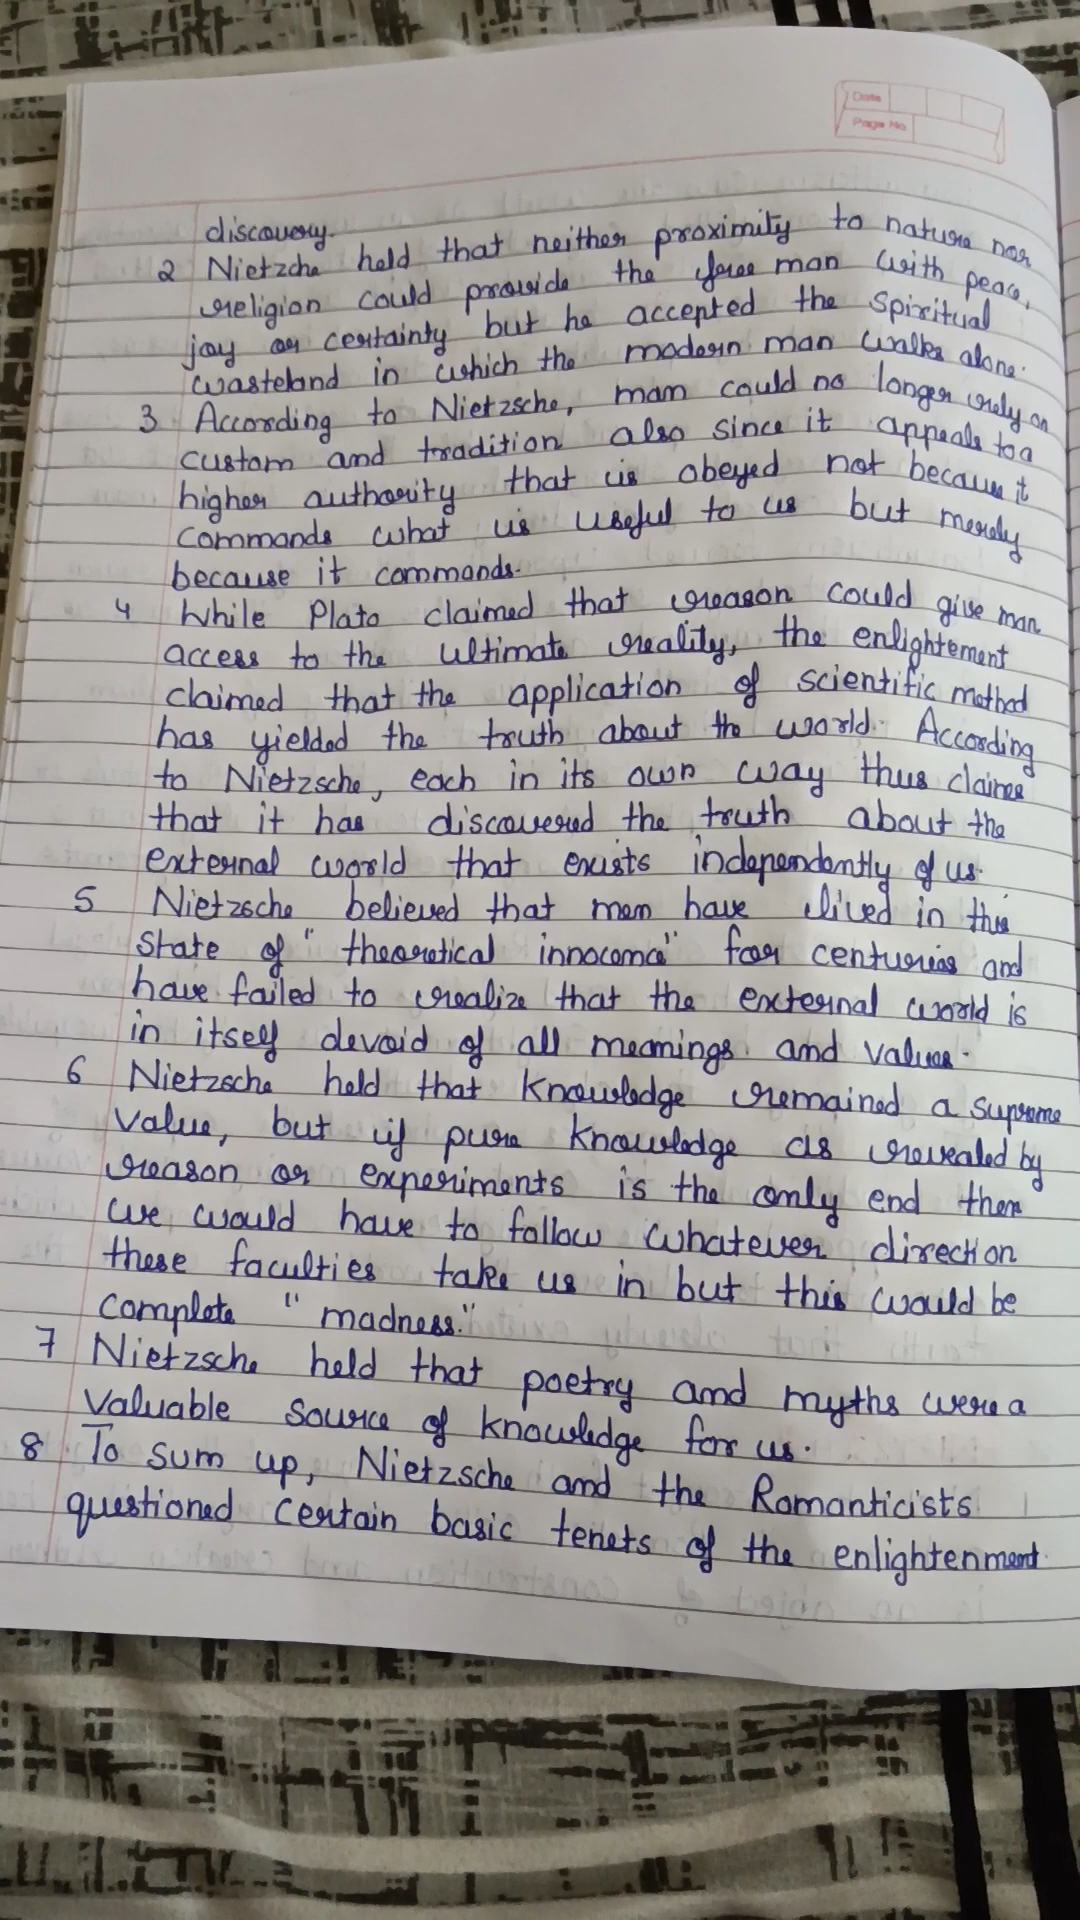 Date
Page No
discovery.
2 Nietzche held that neither proximity to nature nor
religion could provide the free man with peace,
joy or certainty but he accepted the spiritual
wasteland in which the modern man walks alone.
3 According to Nietzsche, man could no longer rely on
custom and tradition also since it appeals to a
higher authority that is obeyed not because it
commands what is useful to us but merely
because it commands.
4 While Plato claimed that reason could give man
access to the ultimate reality, the enlightement
claimed that the application of scientific method
has yielded the truth about the world. According
to Nietzsche, each in its own way thus claims
that it has discovered the truth about the
external world that exists independently of us.
5 Nietzsche believed that men have lived in this
state of "theoretical innocence" for centuries and
have failed to realize that the external world is
in itself devoid of all meanings and values.
6 Nietzsche held that knowledge remained a supreme
value, but if pure knowledge as revealed by
reason or experiments is the only end then
we would have to follow whatever direction
these faculties take us in but this would be
complete "madness."
7 Nietzsche held that poetry and myths were a
valuable source of knowledge for us.
8 To sum up, Nietzsche and the Romanticists
questioned certain basic tenets of the enlightenment